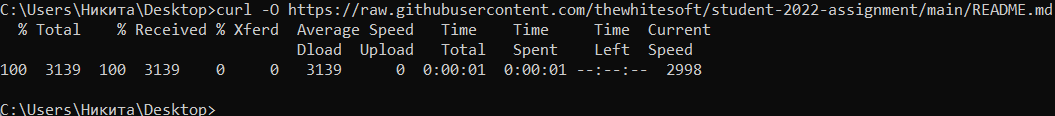 C:\Users\Никита\Desktop>curl -O https://raw.githubusercontent.com/thewhitesoft/student-2022-assignment/main/README.md
  % Total    % Received % Xferd  Average Speed   Time    Time     Time  Current
                                 Dload  Upload   Total   Spent    Left  Speed
100  3139  100  3139    0     0   3139      0  0:00:01  0:00:01 --:--:--  2998
C:\Users\Никита\Desktop>